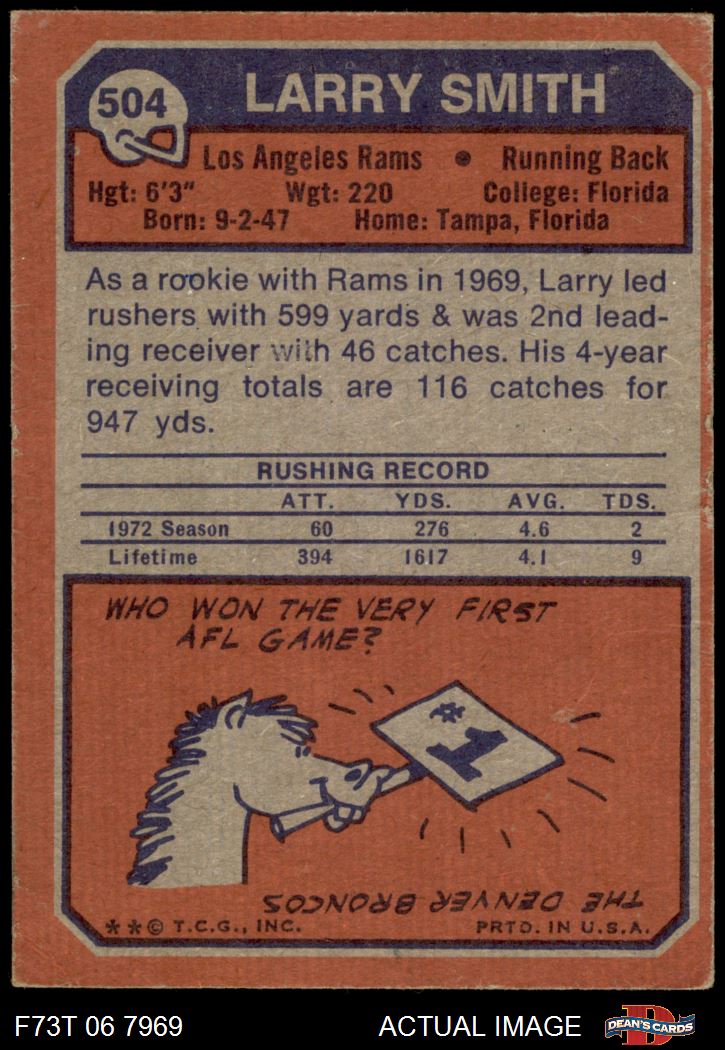 504
LARRY SMITH
Los Angeles Rams • Running Back
Hgt: 6'3" Wgt: 220 College: Florida
Born: 9-2-47 Home: Tampa, Florida
As a rookie with Rams in 1969, Larry led
rushers with 599 yards & was 2nd lead-
ing receiver with 46 catches. His 4-year
receiving totals are 116 catches for
947 yds.
RUSHING RECORD
ATT. YDS. AVG. TDS.
1972 Season 60 276 4.6 2
Lifetime 394 1617 4.1 9
WHO WON THE VERY FIRST
AFL GAME?
#1
THE DENVER BRONCOS
**© T.C.G., INC. PRTD. IN U.S.A.
F73T 06 7969 ACTUAL IMAGE D DEAN'S CARDS